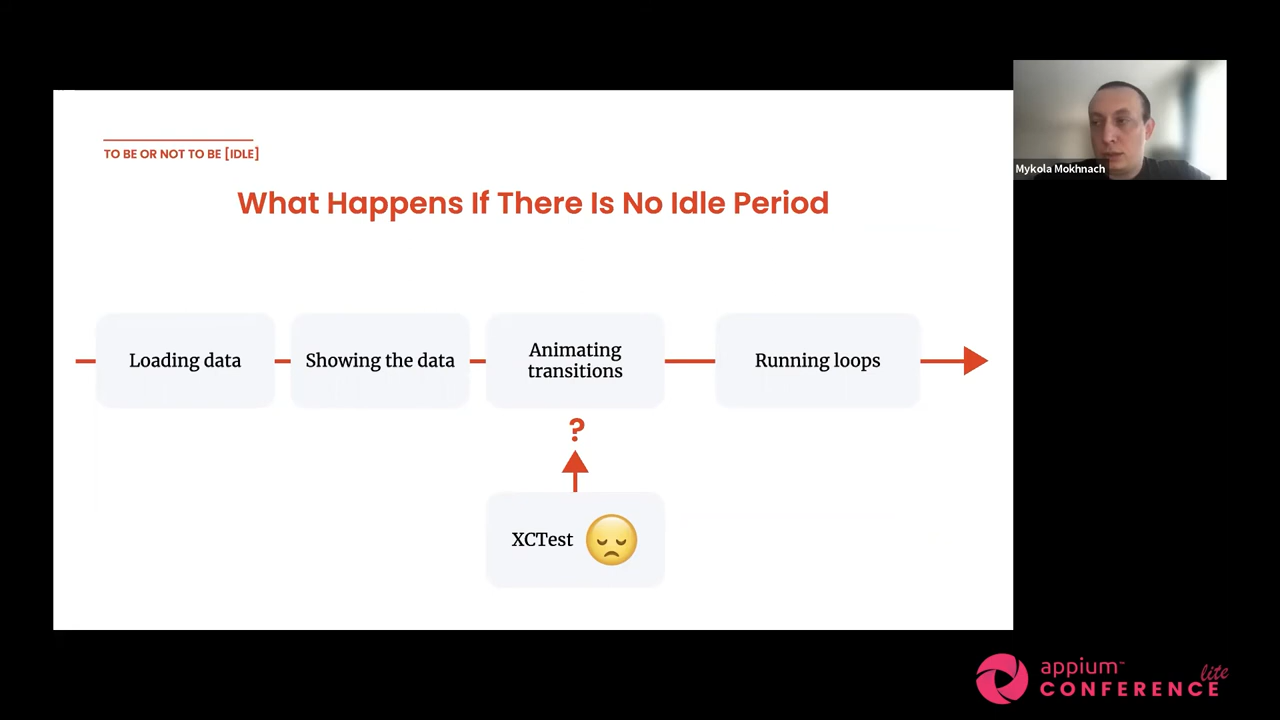 TO BE OR NOT TO BE [IDLE]
What Happens If There Is No Idle Period
Loading data
Showing the data
Animating
transitions
Running loops
?
XCTest
Mykola Mokhnach
appium™
lite
CONFERENCE